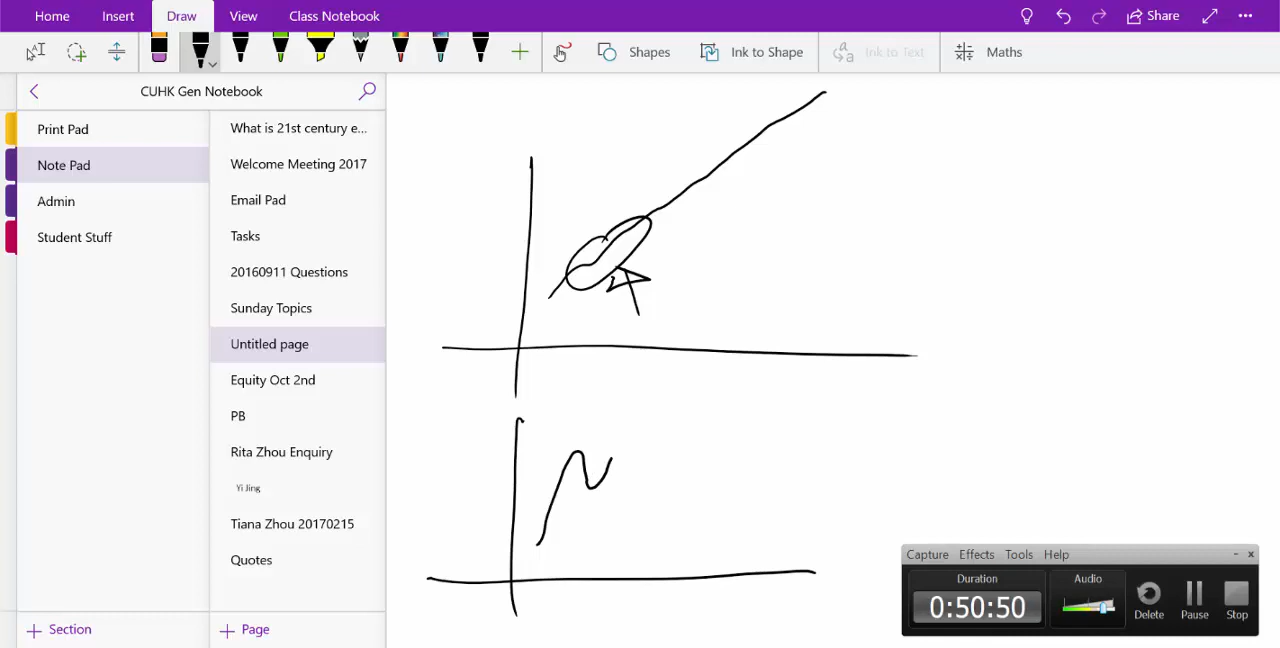 Home Insert Draw View Class Notebook Share
Shapes Ink to Shape Ink to Text Maths
CUHK Gen Notebook
Print Pad
Note Pad
Admin
Student Stuff
What is 21st century e...
Welcome Meeting 2017
Email Pad
Tasks
20160911 Questions
Sunday Topics
Untitled page
Equity Oct 2nd
PB
Rita Zhou Enquiry
Yi Jing
Tiana Zhou 20170215
Quotes
+ Section + Page
Capture Effects Tools Help
Duration Audio
0:50:50
Delete Pause Stop